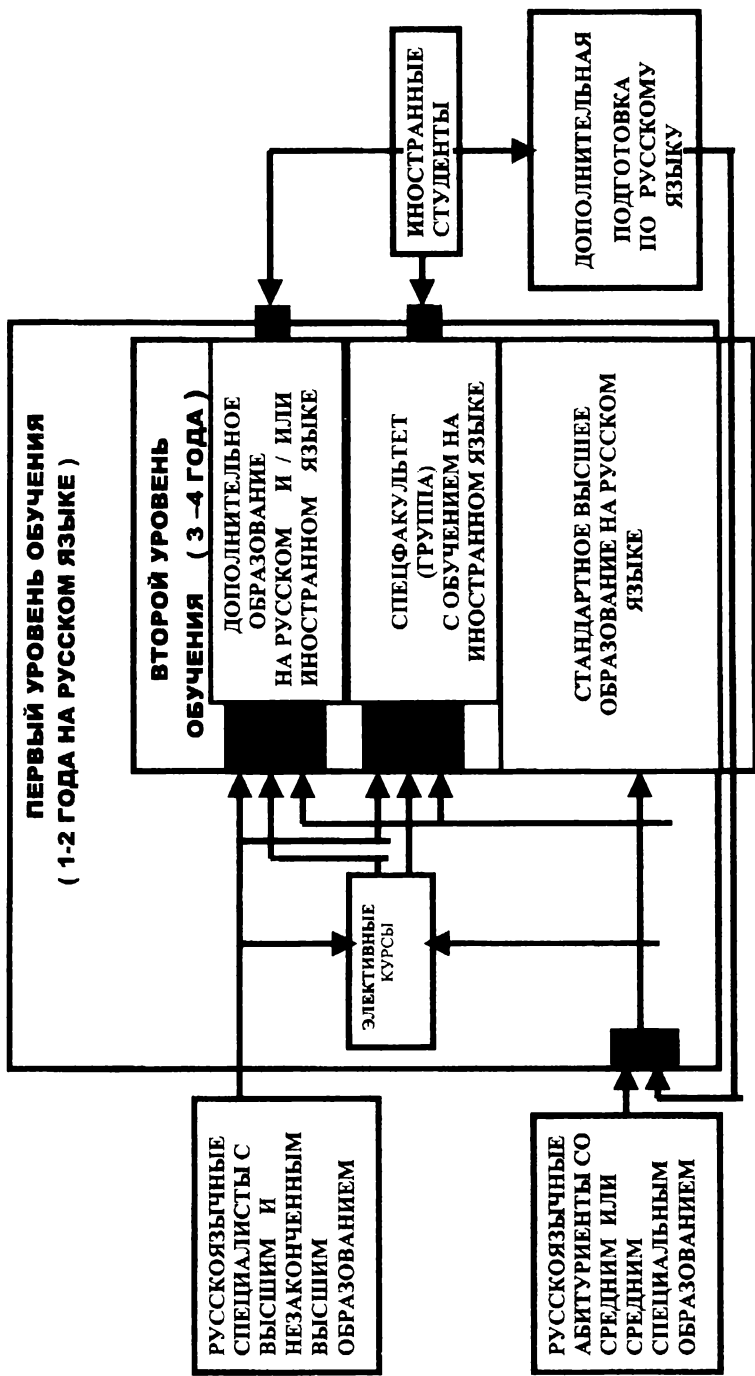 ПЕРВЫЙ УРОВЕНЬ ОБУЧЕНИЯ
( 1-2 ГОДА НА РУССКОМ ЯЗЫКЕ )
ВТОРОЙ УРОВЕНЬ
ОБУЧЕНИЯ ( 3 –4 ГОДА )
РУССКОЯЗЫЧНЫЕ
СПЕЦИАЛИСТЫ С
ВЫСШИМ И
НЕЗАКОНЧЕННЫМ
ВЫСШИМ
ОБРАЗОВАНИЕМ
ЭЛЕКТИВНЫЕ
КУРСЫ
ДОПОЛНИТЕЛЬНОЕ
ОБРАЗОВАНИЕ
НА РУССКОМ И / ИЛИ
ИНОСТРАННОМ ЯЗЫКЕ
СПЕЦФАКУЛЬТЕТ
(ГРУППА)
С ОБУЧЕНИЕМ НА
ИНОСТРАННОМ ЯЗЫКЕ
ИНОСТРАННЫЕ
СТУДЕНТЫ
РУССКОЯЗЫЧНЫЕ
АБИТУРИЕНТЫ СО
СРЕДНИМ ИЛИ
СРЕДНИМ
СПЕЦИАЛЬНЫМ
ОБРАЗОВАНИЕМ
СТАНДАРТНОЕ ВЫСШЕЕ
ОБРАЗОВАНИЕ НА РУССКОМ
ЯЗЫКЕ
ДОПОЛНИТЕЛЬНАЯ
ПОДГОТОВКА
ПО РУССКОМУ
ЯЗЫКУ